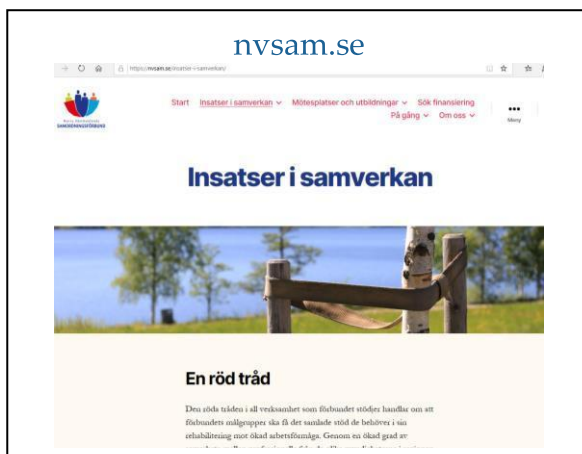 nvsam.se
https://nvsam.se/insatser-i-samverkan/
Start Insatser i samverkan Mötesplatser och utbildningar Sök finansiering
På gång Om oss
Meny
SAMORDNINGSFÖRBUND
Insatser i samverkan
En röd tråd
Den röda tråden i all verksamhet som förbundet stödjer handlar om att
förbundets målgrupper ska få det samlade stöd de behöver i sin
rehabilitering mot ökad arbetsförmåga. Genom en ökad grad av